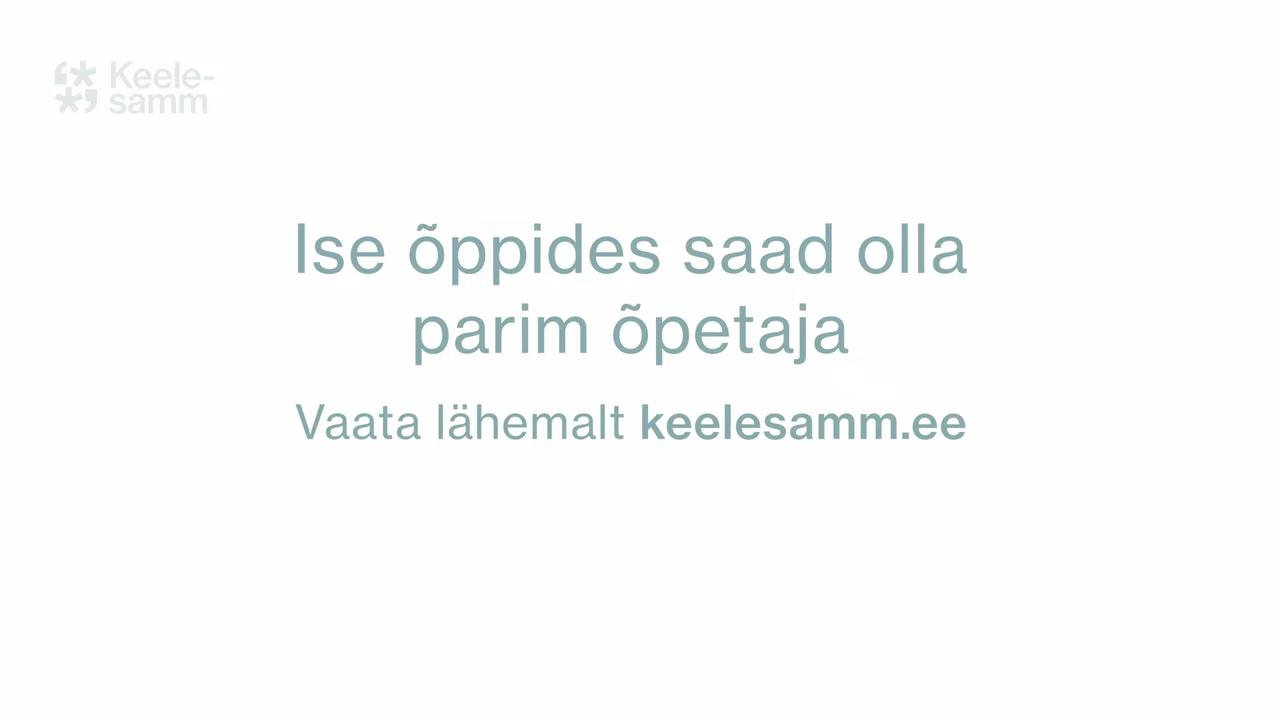 Keele-
samm
Ise õppides saad olla
parim õpetaja
Vaata lähemalt keelesamm.ee